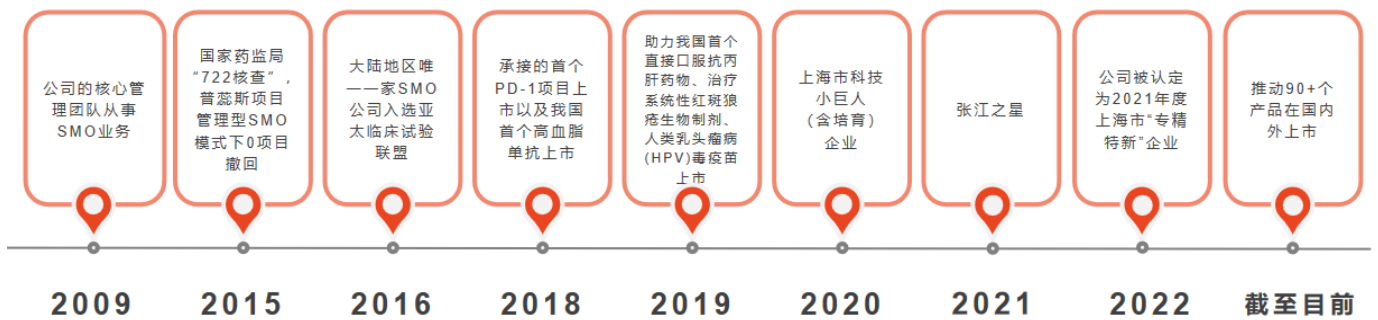 公司的核心管
理团队从事
SMO业务
国家药监局
“722核查”，
普蕊斯项目
管理型SMO
模式下0项目
撤回
大陆地区唯
一一家SMO
公司入选亚
太临床试验
联盟
承接的首个
PD-1项目上
市以及我国
首个高血脂
单抗上市
助力我国首个
直接口服抗丙
肝药物、治疗
系统性红斑狼
疮生物制剂、
人类乳头瘤病
(HPV)毒疫苗
上市
上海市科技
小巨人
（含培育）
企业
张江之星
公司被认定
为2021年度
上海市“专精
特新”企业
推动90+个
产品在国内
外上市
2009
2015
2016
2018
2019
2020
2021
2022
截至目前